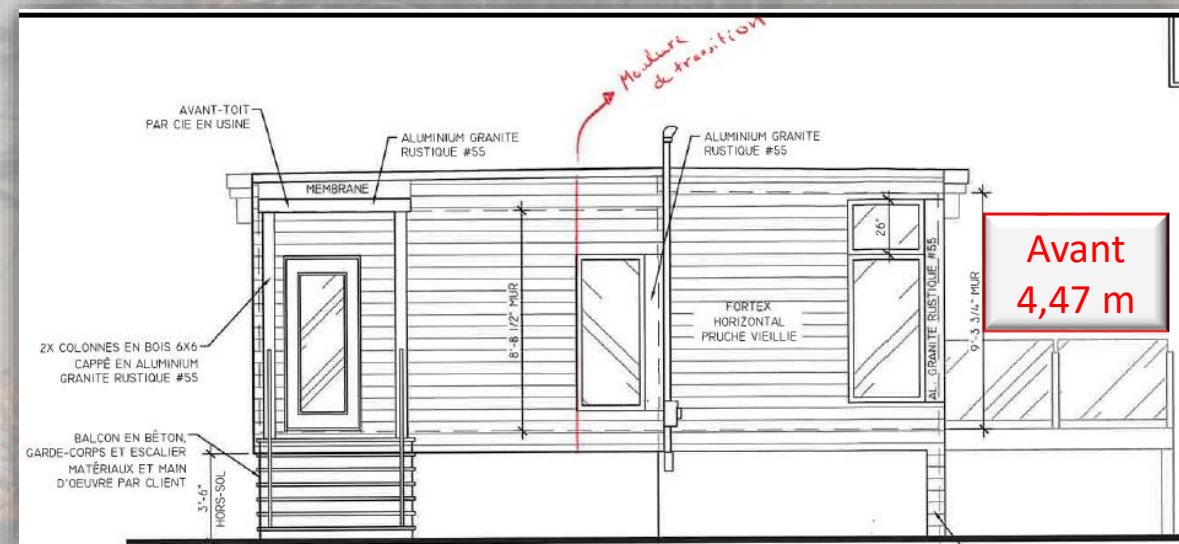 Moulure
de transition
AVANT-TOIT
PAR CIE EN USINE
ALUMINIUM GRANITE
RUSTIQUE #55
ALUMINIUM GRANITE
RUSTIQUE #55
MEMBRANE
26"
8'-8 1/2" MUR
FORTEX
HORIZONTAL
PRUCHE VIEILLIE
AL. GRANITE RUSTIQUE #55
9'-3 3/4" MUR
Avant
4,47 m
2X COLONNES EN BOIS 6X6
CAPPÉ EN ALUMINIUM
GRANITE RUSTIQUE #55
BALCON EN BÉTON,
GARDE-CORPS ET ESCALIER
MATÉRIAUX ET MAIN
D'OEUVRE PAR CLIENT
3'-6"
HORS-SOL